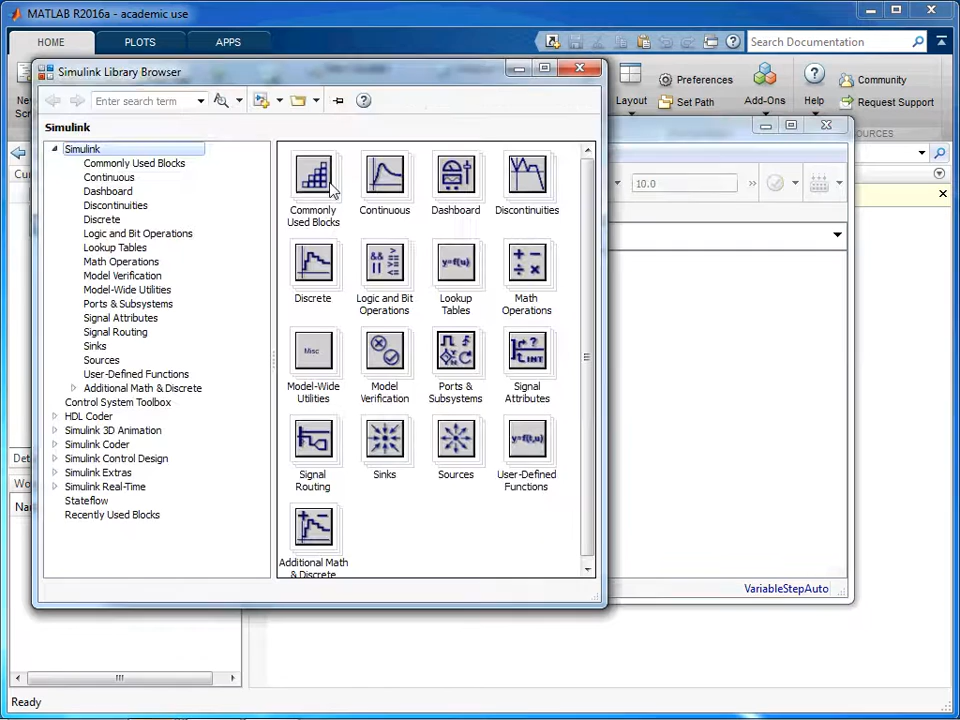 MATLAB R2016a - academic use
HOME
PLOTS
APPS
Search Documentation
Simulink Library Browser
Layout
Preferences
Set Path
Add-Ons
Help
Community
Request Support
Enter search term
10.0
»
Simulink
Simulink
Commonly Used Blocks
Continuous
Dashboard
Discontinuities
Discrete
Logic and Bit Operations
Lookup Tables
Math Operations
Model Verification
Model-Wide Utilities
Ports & Subsystems
Signal Attributes
Signal Routing
Sinks
Sources
User-Defined Functions
Additional Math & Discrete
Control System Toolbox
HDL Coder
Simulink 3D Animation
Simulink Coder
Simulink Control Design
Simulink Extras
Simulink Real-Time
Stateflow
Recently Used Blocks
Commonly
Used Blocks
Continuous
Dashboard
Discontinuities
Discrete
&& >=
|| <=
Logic and Bit
Operations
y=f(u)
Lookup
Tables
+ −
÷ ×
Math
Operations
Misc
Model-Wide
Utilities
Model
Verification
Ports &
Subsystems
?
INT
Signal
Attributes
Signal
Routing
Sinks
Sources
y=f(t,u)
User-Defined
Functions
Additional Math
& Discrete
VariableStepAuto
Ready